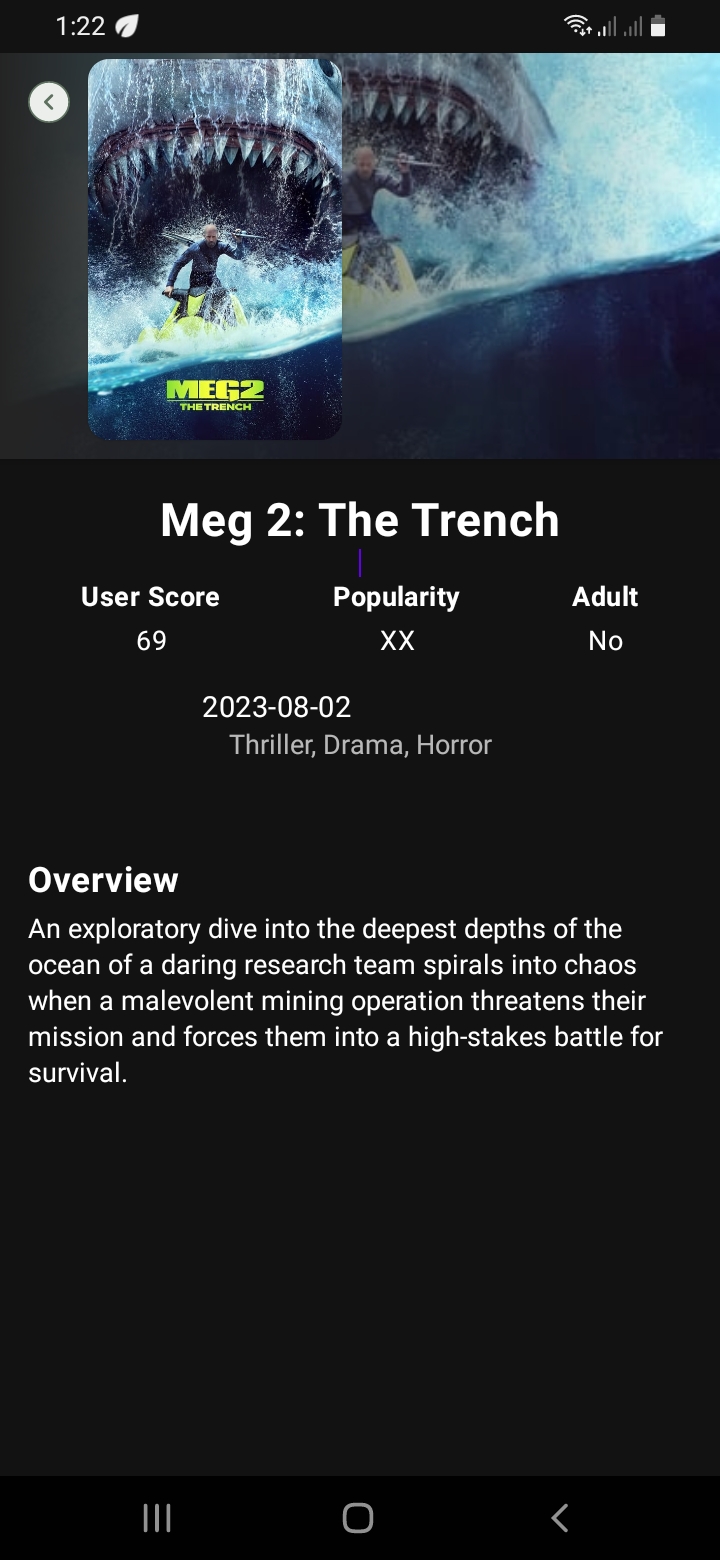 1:22
MEG2
THE TRENCH
Meg 2: The Trench
User Score Popularity Adult
69 XX No
2023-08-02
Thriller, Drama, Horror
Overview
An exploratory dive into the deepest depths of the
ocean of a daring research team spirals into chaos
when a malevolent mining operation threatens their
mission and forces them into a high-stakes battle for
survival.